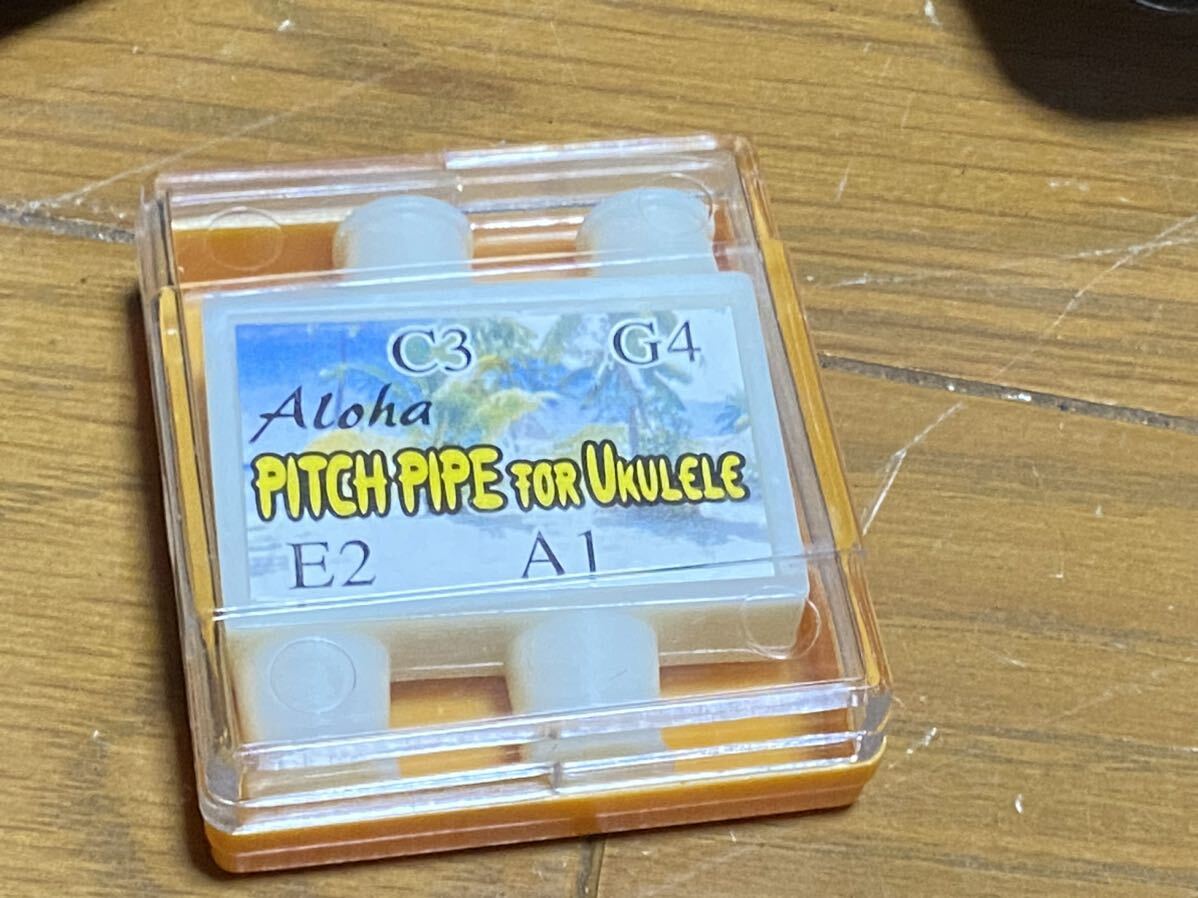 C3 G4
Aloha
PITCH PIPE FOR UKULELE
E2 A1